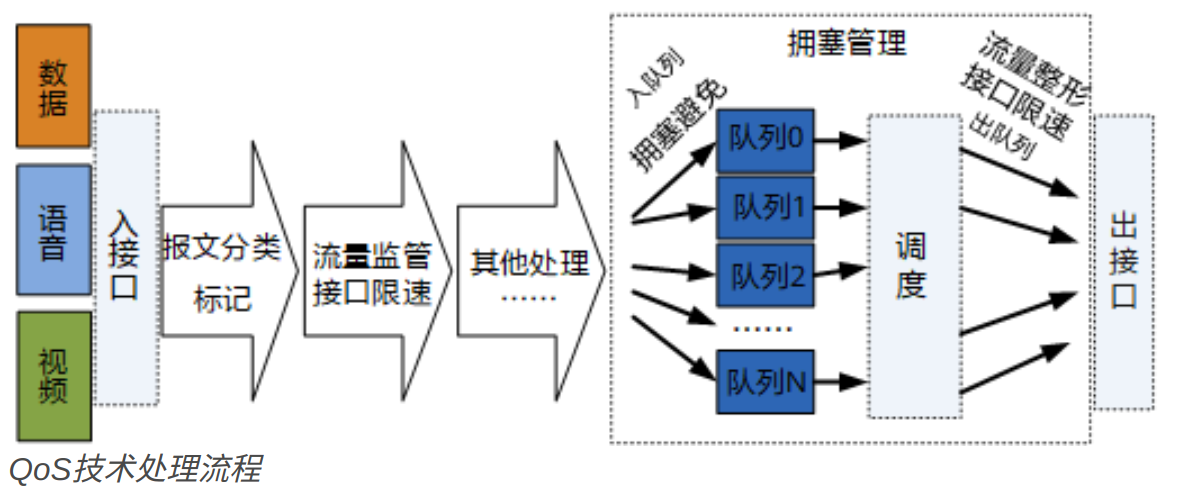 数据
语音
视频
入接口
报文分类
标记
流量监管
接口限速
其他处理
……
拥塞管理
入队列
拥塞避免
队列0
队列1
队列2
……
队列N
调度
流量整形
接口限速
出队列
出接口
QoS技术处理流程